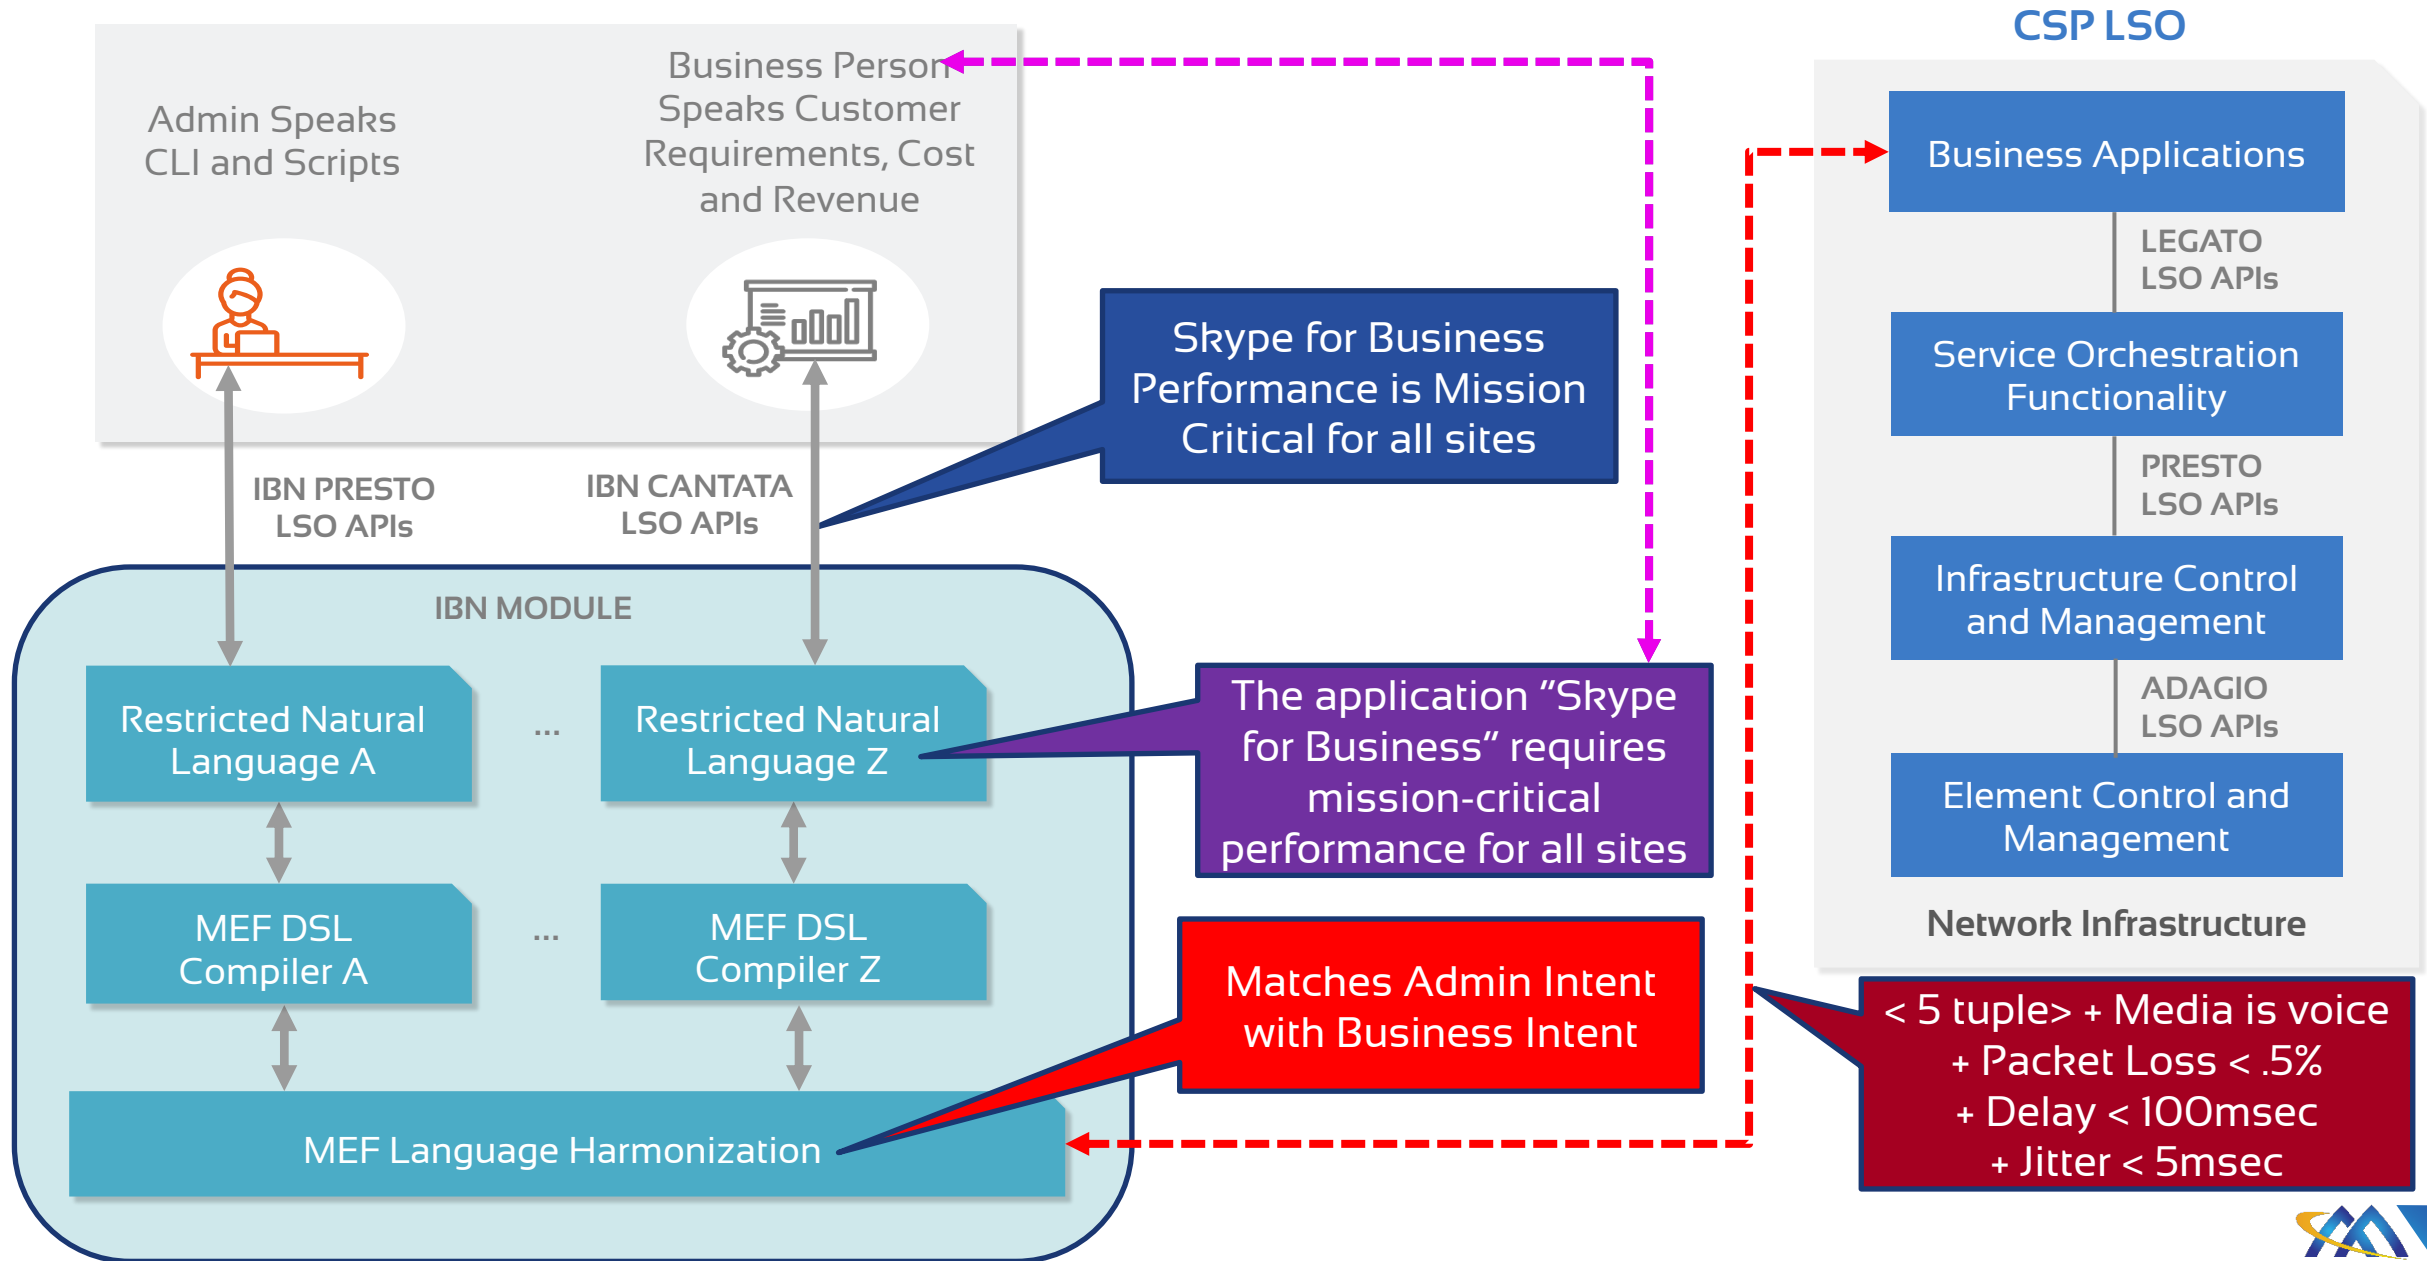 CSP LSO
Admin Speaks
CLI and Scripts
Business Person
Speaks Customer
Requirements, Cost
and Revenue
IBN PRESTO
LSO APIs
IBN CANTATA
LSO APIs
Skype for Business
Performance is Mission
Critical for all sites
IBN MODULE
Restricted Natural
Language A
...
Restricted Natural
Language Z
The application “Skype
for Business“ requires
mission-critical
performance for all sites
MEF DSL
Compiler A
...
MEF DSL
Compiler Z
Matches Admin Intent
with Business Intent
MEF Language Harmonization
Business Applications
LEGATO
LSO APIs
Service Orchestration
Functionality
PRESTO
LSO APIs
Infrastructure Control
and Management
ADAGIO
LSO APIs
Element Control and
Management
Network Infrastructure
< 5 tuple> + Media is voice
+ Packet Loss < .5%
+ Delay < 100msec
+ Jitter < 5msec